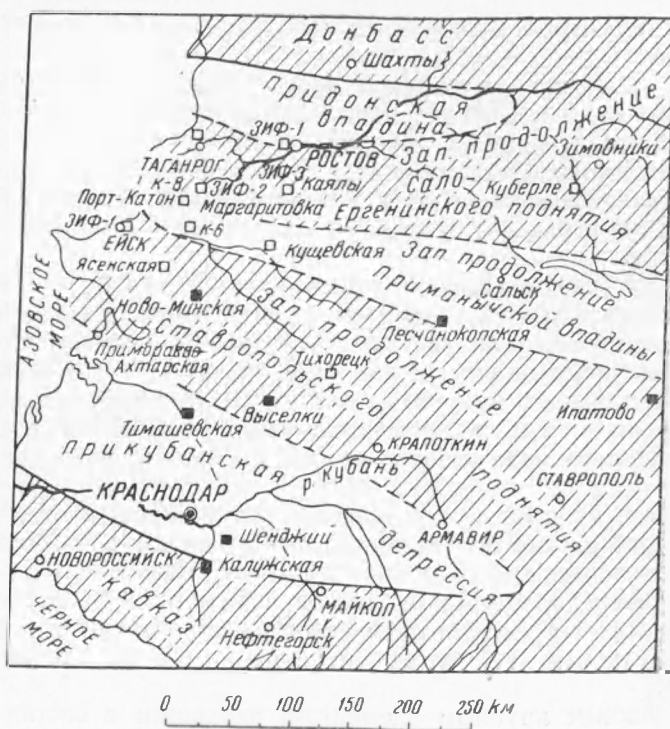 Донбасс
Шахты
Придонская
впадина
Зап. продолжение
Сало-
Ергенинского поднятия
ЗИФ-1
РОСТОВ
ТАГАНРОГ
Зимовники
К-8
ЗИФ-2
ЗИФ-3
Каялы
Куберле
Порт-Катон
Маргаритовка
ЗИФ-1
ЕЙСК
К-6
Кущевская
Ясенская
Зап. продолжение
Приманычской впадины
Сальск
АЗОВСКОЕ
МОРЕ
Ново-Минская
Песчанокопская
Зап. продолжение
Ставропольского
поднятия
Приморско-
Ахтарская
Тихорецк
Тимашевская
Выселки
Ипатово
Прикубанская
депрессия
р. Кубань
КРАПОТКИН
СТАВРОПОЛЬ
КРАСНОДАР
АРМАВИР
Шенджий
Калужская
НОВОРОССИЙСК
Кавказ
МАЙКОП
Нефтегорск
ЧЕРНОЕ
МОРЕ
0 50 100 150 200 250 км